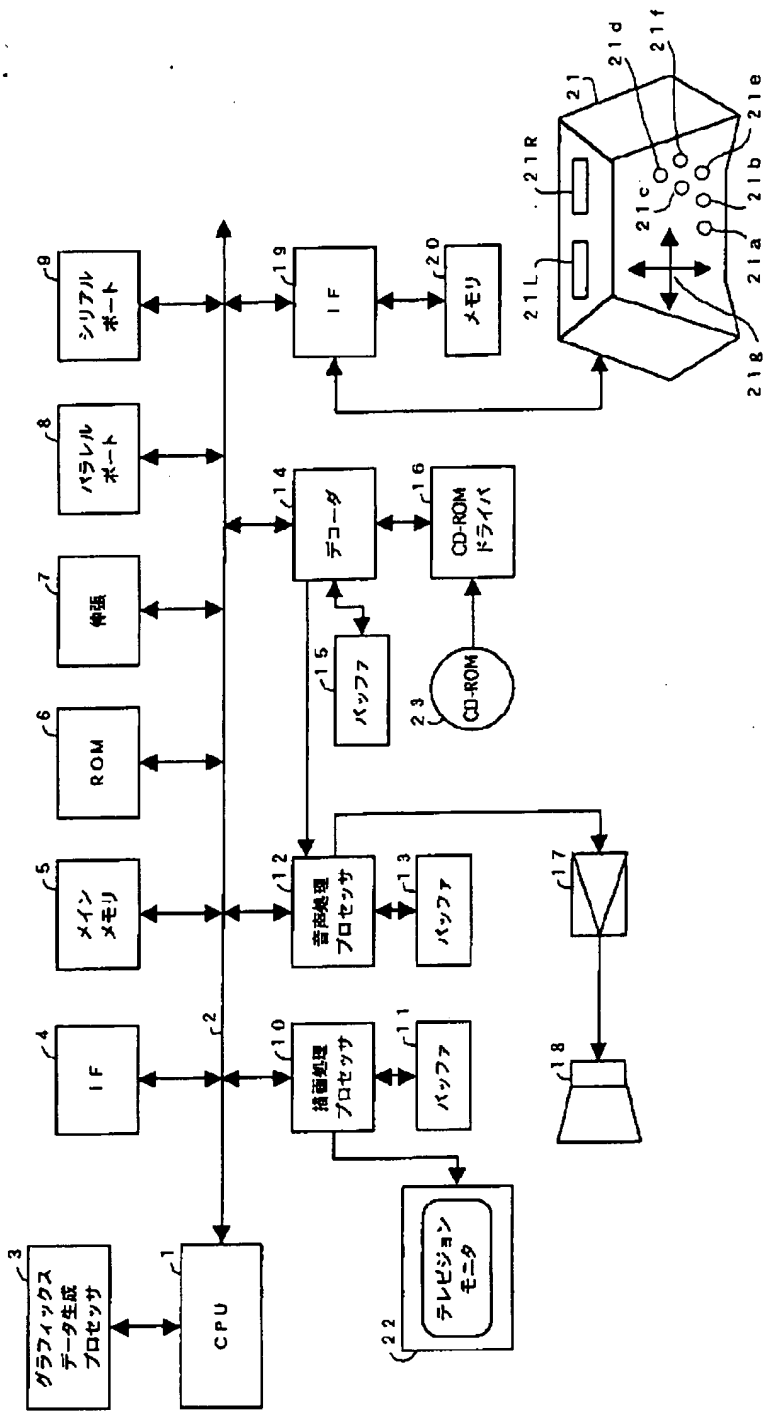 グラフィックス
データ生成
プロセッサ
3
CPU
1
2
IF
4
メイン
メモリ
5
ROM
6
伸張
7
パラレル
ポート
8
シリアル
ポート
9
描画処理
プロセッサ
10
バッファ
11
テレビジョン
モニタ
22
音声処理
プロセッサ
12
バッファ
13
17
18
デコーダ
14
バッファ
15
CD-ROM
ドライバ
16
CD-ROM
23
IF
19
メモリ
20
21L
21R
21
21c
21d
21f
21g
21a
21b
21e